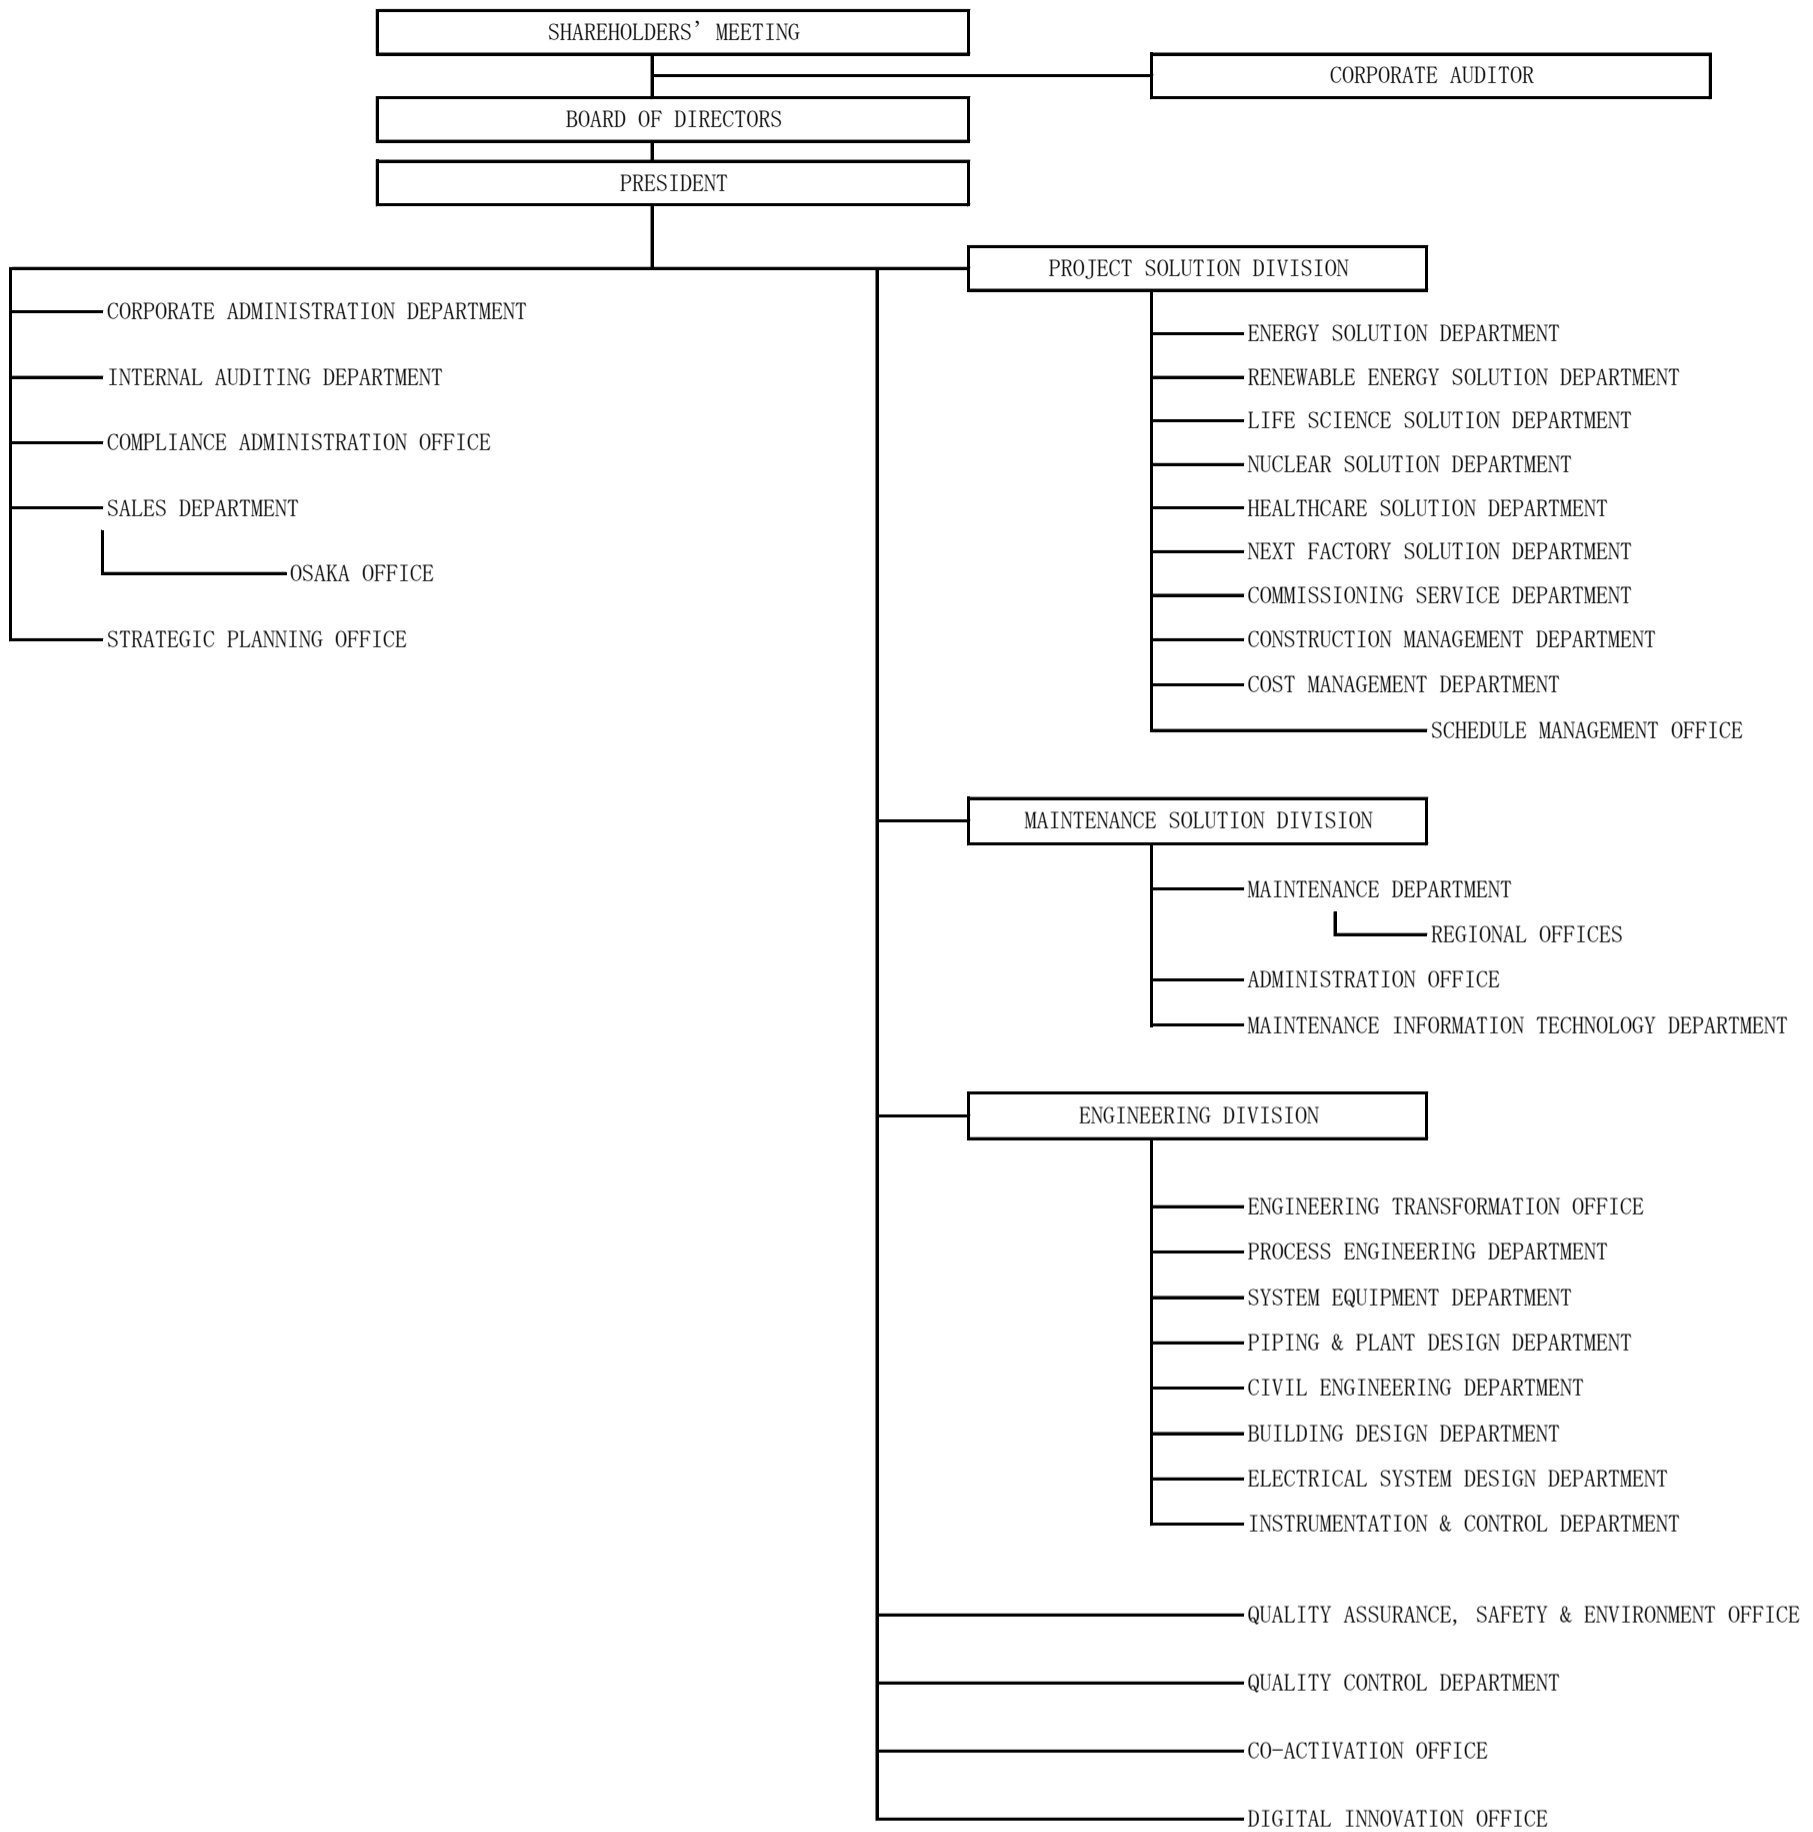 SHAREHOLDERS’ MEETING
CORPORATE AUDITOR
BOARD OF DIRECTORS
PRESIDENT
CORPORATE ADMINISTRATION DEPARTMENT
INTERNAL AUDITING DEPARTMENT
COMPLIANCE ADMINISTRATION OFFICE
SALES DEPARTMENT
OSAKA OFFICE
STRATEGIC PLANNING OFFICE
PROJECT SOLUTION DIVISION
ENERGY SOLUTION DEPARTMENT
RENEWABLE ENERGY SOLUTION DEPARTMENT
LIFE SCIENCE SOLUTION DEPARTMENT
NUCLEAR SOLUTION DEPARTMENT
HEALTHCARE SOLUTION DEPARTMENT
NEXT FACTORY SOLUTION DEPARTMENT
COMMISSIONING SERVICE DEPARTMENT
CONSTRUCTION MANAGEMENT DEPARTMENT
COST MANAGEMENT DEPARTMENT
SCHEDULE MANAGEMENT OFFICE
MAINTENANCE SOLUTION DIVISION
MAINTENANCE DEPARTMENT
REGIONAL OFFICES
ADMINISTRATION OFFICE
MAINTENANCE INFORMATION TECHNOLOGY DEPARTMENT
ENGINEERING DIVISION
ENGINEERING TRANSFORMATION OFFICE
PROCESS ENGINEERING DEPARTMENT
SYSTEM EQUIPMENT DEPARTMENT
PIPING & PLANT DESIGN DEPARTMENT
CIVIL ENGINEERING DEPARTMENT
BUILDING DESIGN DEPARTMENT
ELECTRICAL SYSTEM DESIGN DEPARTMENT
INSTRUMENTATION & CONTROL DEPARTMENT
QUALITY ASSURANCE, SAFETY & ENVIRONMENT OFFICE
QUALITY CONTROL DEPARTMENT
CO-ACTIVATION OFFICE
DIGITAL INNOVATION OFFICE